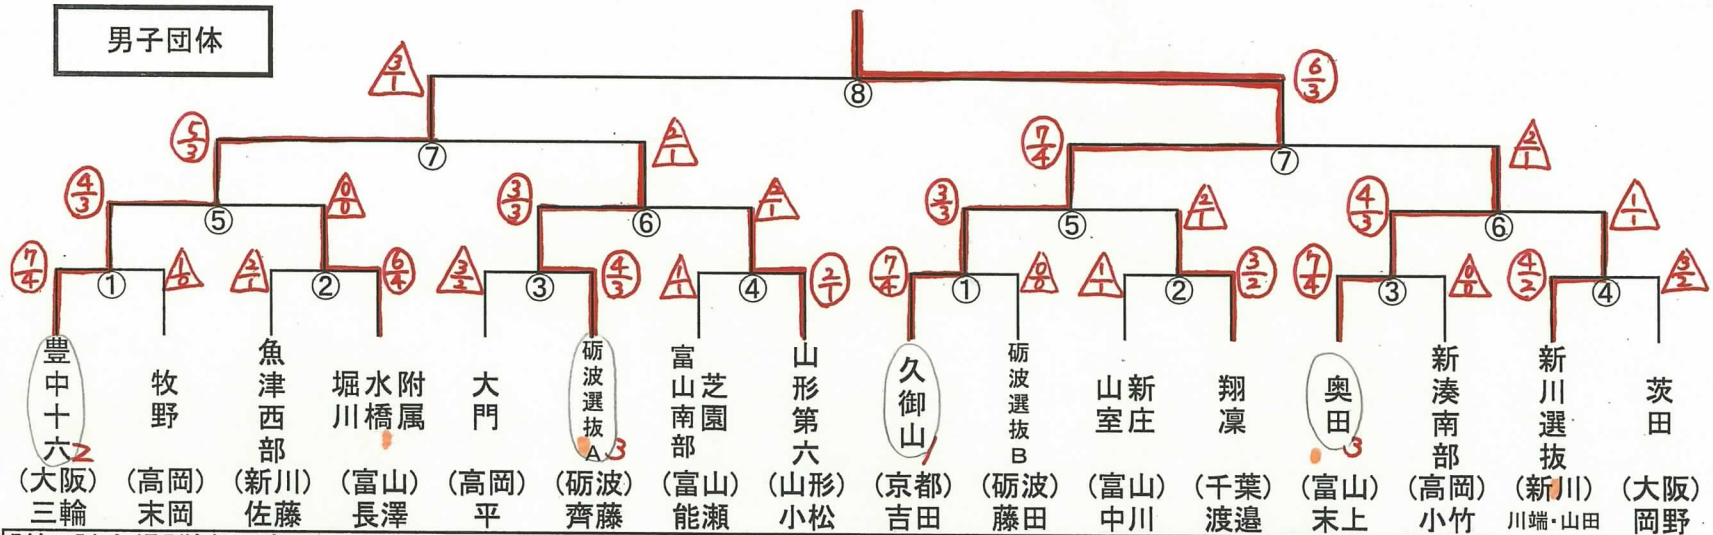 男子団体
3/1
⑧
6/3
5/3
⑦
2/1
7/4
⑦
2/1
4/3
⑤
0/0
3/3
⑥
2/1
3/3
⑤
2/1
4/3
⑥
1/1
7/4
①
1/0
2/1
②
6/4
3/2
③
4/3
1/1
④
2/1
7/4
①
0/0
1/1
②
3/2
7/4
③
0/0
4/2
④
3/2
豊中十六 2
(大阪)
三輪
牧野
(高岡)
末岡
魚津西部
(新川)
佐藤
堀川
水橋
附属
(富山)
長澤
大門
(高岡)
平
砺波選抜A 3
(砺波)
齊藤
富山南部
芝園
(富山)
能瀬
山形第六
(山形)
小松
久御山 1
(京都)
吉田
砺波選抜B
(砺波)
藤田
山室
新庄
(富山)
中川
翔凜
(千葉)
渡邉
奥田 3
(富山)
末上
新湊南部
(高岡)
小竹
新川選抜
(新川)
川端・山田
茨田
(大阪)
岡野